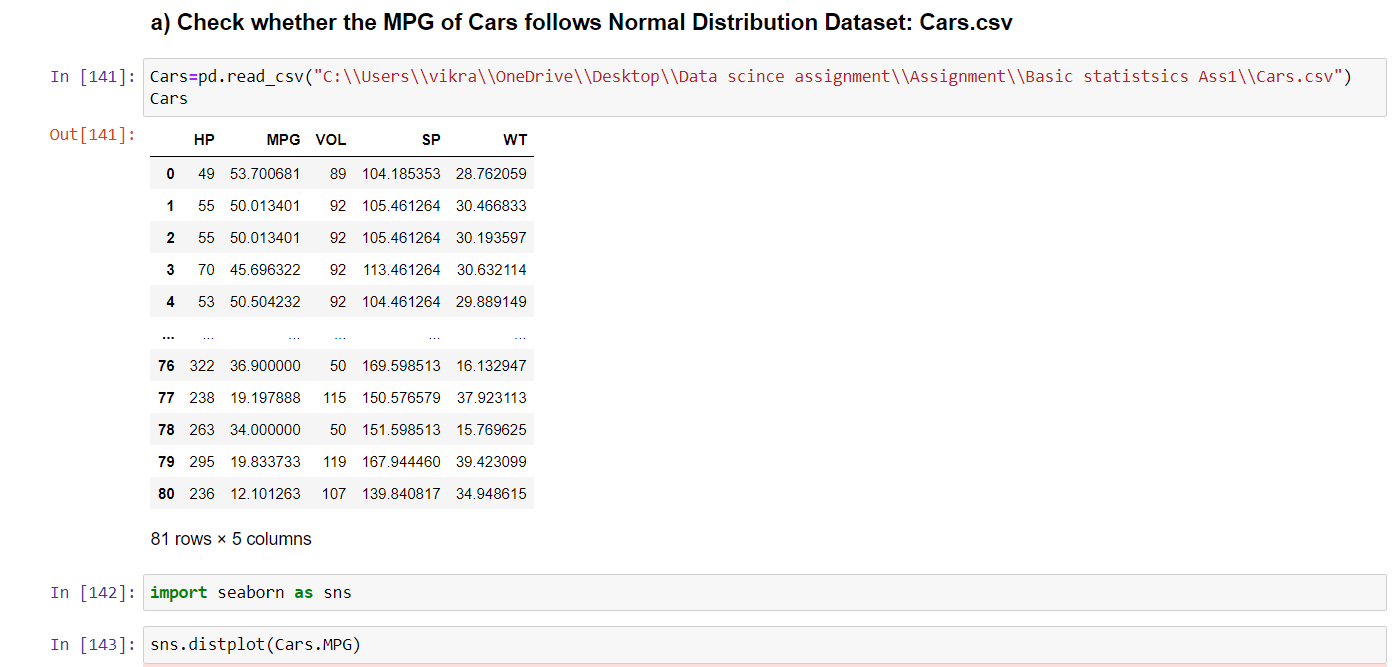 a) Check whether the MPG of Cars follows Normal Distribution Dataset: Cars.csv
In [141]: Cars=pd.read_csv("C:\\Users\\vikra\\OneDrive\\Desktop\\Data scince assignment\\Assignment\\Basic statistsics Ass1\\Cars.csv")
Cars
Out[141]:
HP MPG VOL SP WT
0 49 53.700681 89 104.185353 28.762059
1 55 50.013401 92 105.461264 30.466833
2 55 50.013401 92 105.461264 30.193597
3 70 45.696322 92 113.461264 30.632114
4 53 50.504232 92 104.461264 29.889149
... ... ... ... ... ...
76 322 36.900000 50 169.598513 16.132947
77 238 19.197888 115 150.576579 37.923113
78 263 34.000000 50 151.598513 15.769625
79 295 19.833733 119 167.944460 39.423099
80 236 12.101263 107 139.840817 34.948615
81 rows × 5 columns
In [142]: import seaborn as sns
In [143]: sns.distplot(Cars.MPG)